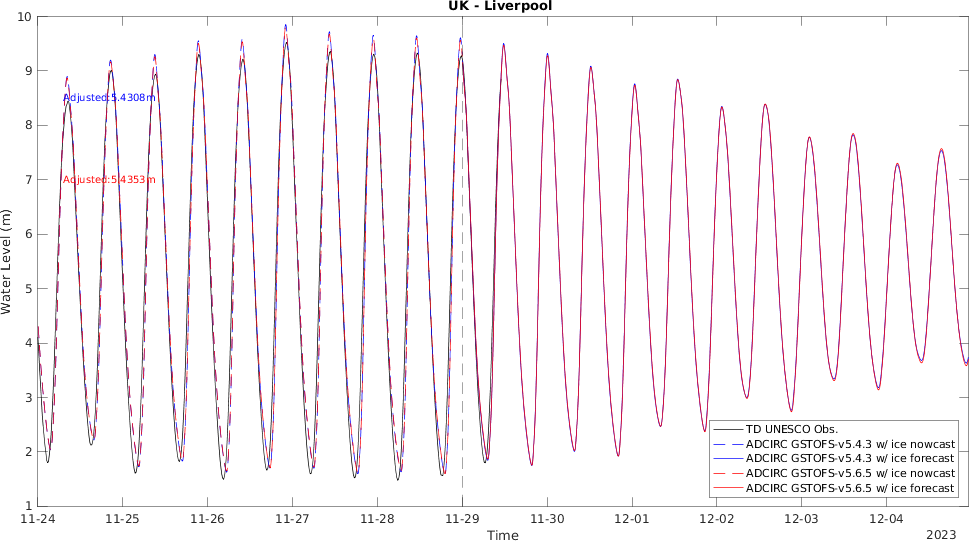 UK - Liverpool
10
9
8
7
6
5
4
3
2
1
Water Level (m)
Adjusted:5.4308m
Adjusted:5.4353m
TD UNESCO Obs.
ADCIRC GSTOFS-v5.4.3 w/ ice nowcast
ADCIRC GSTOFS-v5.4.3 w/ ice forecast
ADCIRC GSTOFS-v5.6.5 w/ ice nowcast
ADCIRC GSTOFS-v5.6.5 w/ ice forecast
11-24 11-25 11-26 11-27 11-28 11-29 11-30 12-01 12-02 12-03 12-04
Time
2023